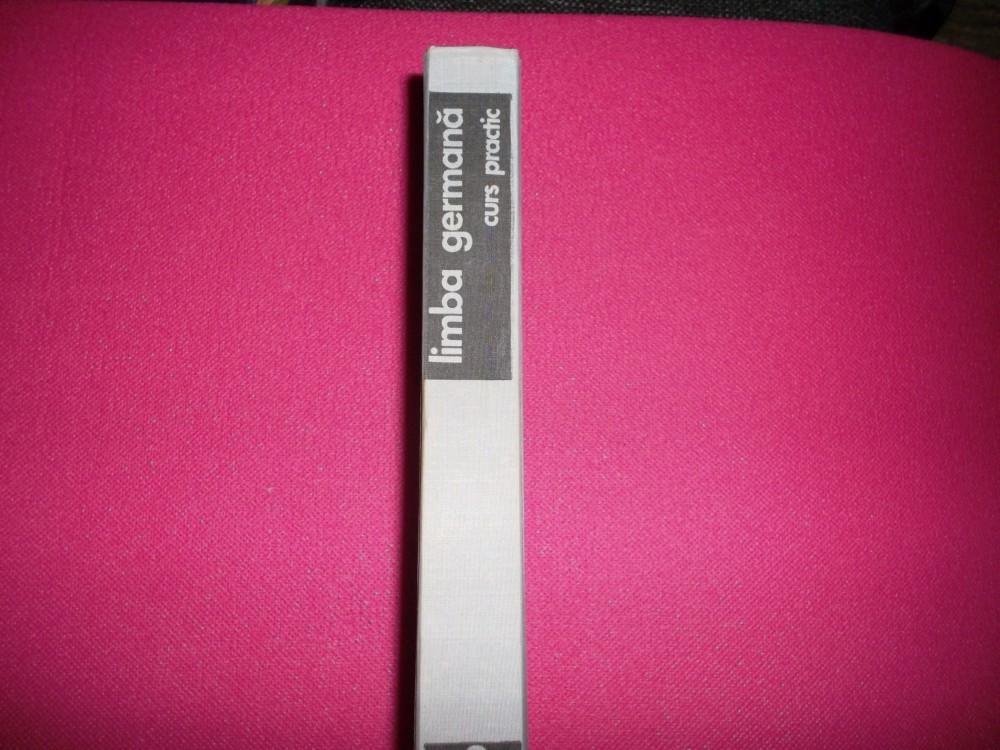 limba germană
curs practic